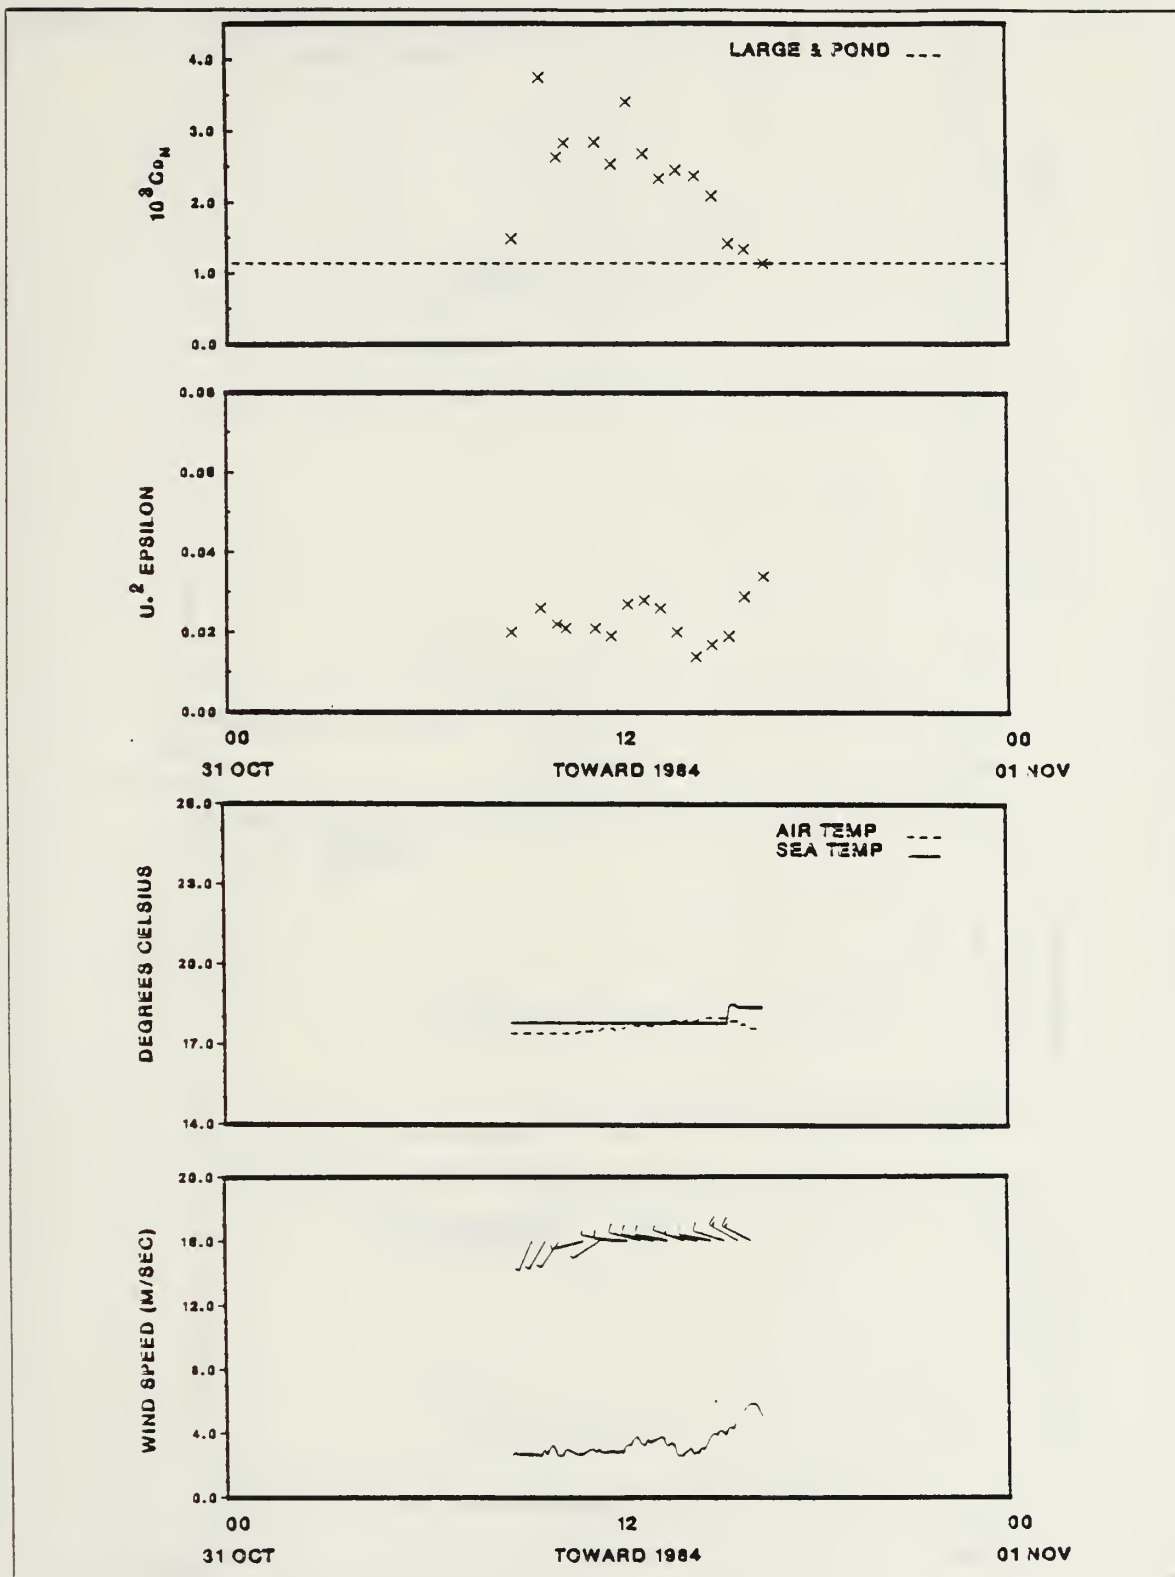 LARGE & POND
4.0
3.0
2.0
1.0
0.0
10³C_DN
0.08
0.06
0.04
0.02
0.00
U.² EPSILON
00 12 00
31 OCT TOWARD 1984 01 NOV
AIR TEMP
SEA TEMP
26.0
23.0
20.0
17.0
14.0
DEGREES CELSIUS
20.0
16.0
12.0
8.0
4.0
0.0
WIND SPEED (M/SEC)
00 12 00
31 OCT TOWARD 1984 01 NOV